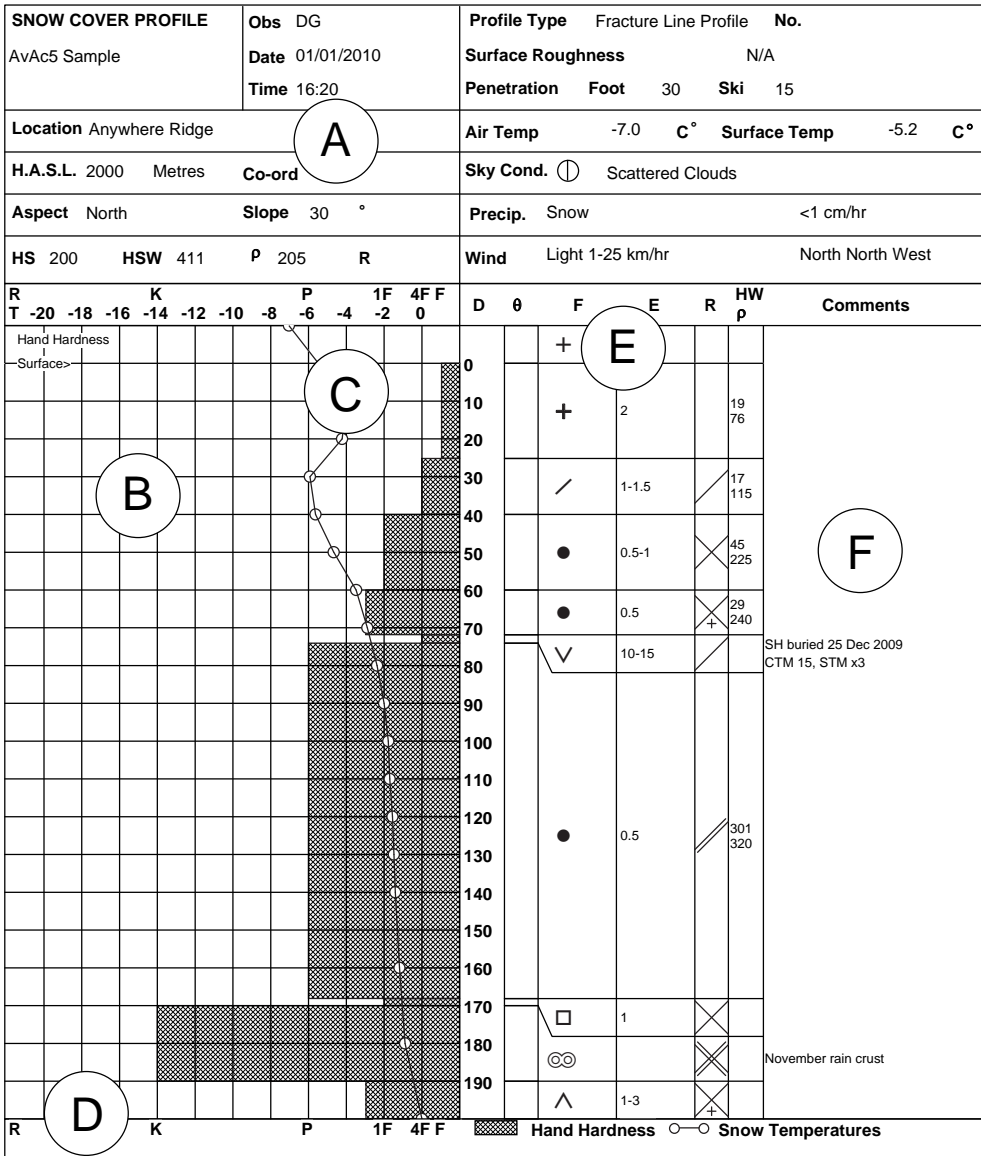 SNOW COVER PROFILE Obs DG Profile Type Fracture Line Profile No.
AvAc5 Sample Date 01/01/2010 Surface Roughness N/A
Time 16:20 Penetration Foot 30 Ski 15
Location Anywhere Ridge A Air Temp -7.0 C° Surface Temp -5.2 C°
H.A.S.L. 2000 Metres Co-ord Sky Cond. Scattered Clouds
Aspect North Slope 30 ° Precip. Snow <1 cm/hr
HS 200 HSW 411 ρ 205 R Wind Light 1-25 km/hr North North West
R K P 1F 4F F D θ F E R HW Comments
T -20 -18 -16 -14 -12 -10 -8 -6 -4 -2 0 ρ
Hand Hardness
E
Surface>
0
C
10 2 19
76
20
30 1-1.5 17
B 115
40
50 0.5-1 45
225
F
60
0.5 29
240
70
10-15 SH buried 25 Dec 2009
CTM 15, STM x3
80
90
100
110
120
0.5 301
320
130
140
150
160
170
1
180
November rain crust
190
1-3
D
R K P 1F 4F F Hand Hardness Snow Temperatures